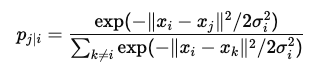 p_{j|i} = \frac{\exp(-\|x_i - x_j\|^2 / 2\sigma_i^2)}{\sum_{k \neq i} \exp(-\|x_i - x_k\|^2 / 2\sigma_i^2)}